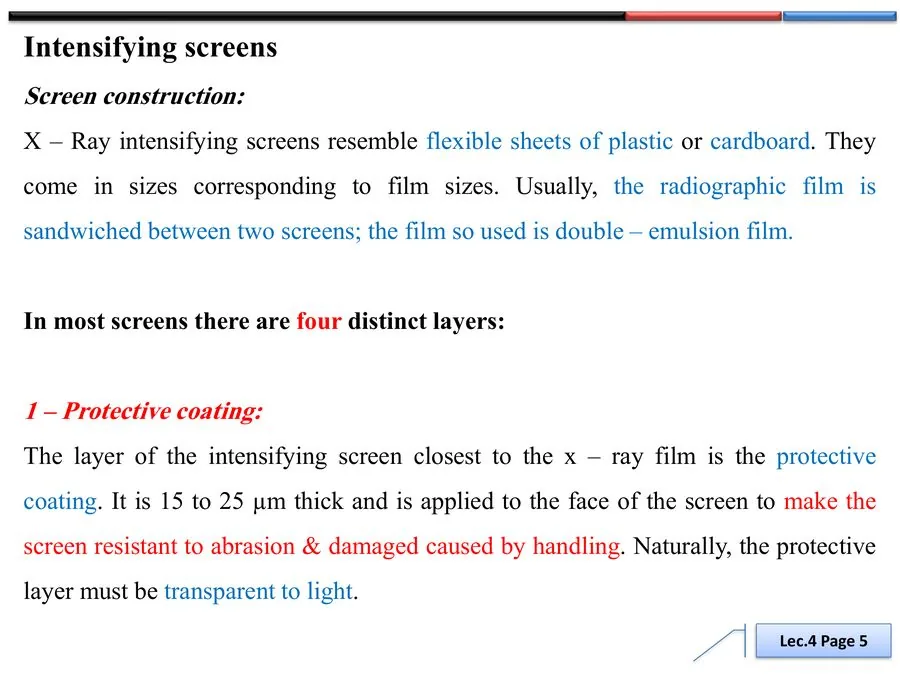 Intensifying screens
Screen construction:
X – Ray intensifying screens resemble flexible sheets of plastic or cardboard. They
come in sizes corresponding to film sizes. Usually, the radiographic film is
sandwiched between two screens; the film so used is double – emulsion film.
In most screens there are four distinct layers:
1 – Protective coating:
The layer of the intensifying screen closest to the x – ray film is the protective
coating. It is 15 to 25 µm thick and is applied to the face of the screen to make the
screen resistant to abrasion & damaged caused by handling. Naturally, the protective
layer must be transparent to light.
Lec.4 Page 5